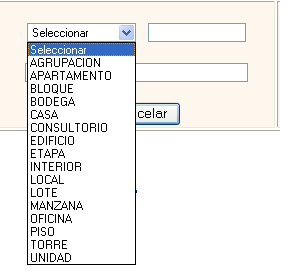 Seleccionar
Seleccionar
AGRUPACION
APARTAMENTO
BLOQUE
BODEGA
CASA
CONSULTORIO
EDIFICIO
ETAPA
INTERIOR
LOCAL
LOTE
MANZANA
OFICINA
PISO
TORRE
UNIDAD
celar